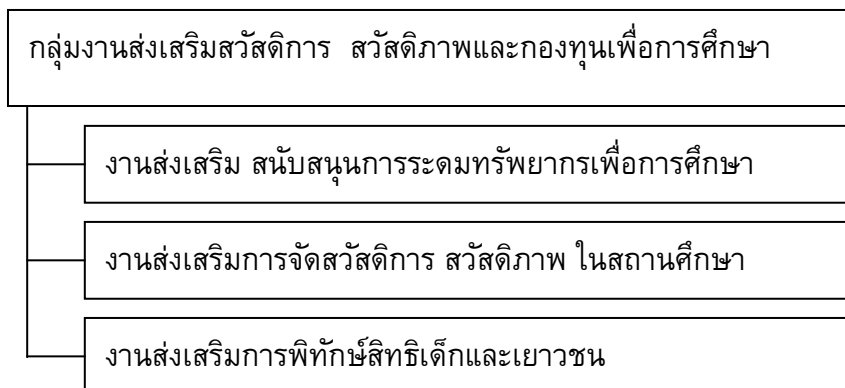 กลุ่มงานส่งเสริมสวัสดิการ สวัสดิภาพและกองทุนเพื่อการศึกษา
งานส่งเสริม สนับสนุนการระดมทรัพยากรเพื่อการศึกษา
งานส่งเสริมการจัดสวัสดิการ สวัสดิภาพ ในสถานศึกษา
งานส่งเสริมการพิทักษ์สิทธิเด็กและเยาวชน